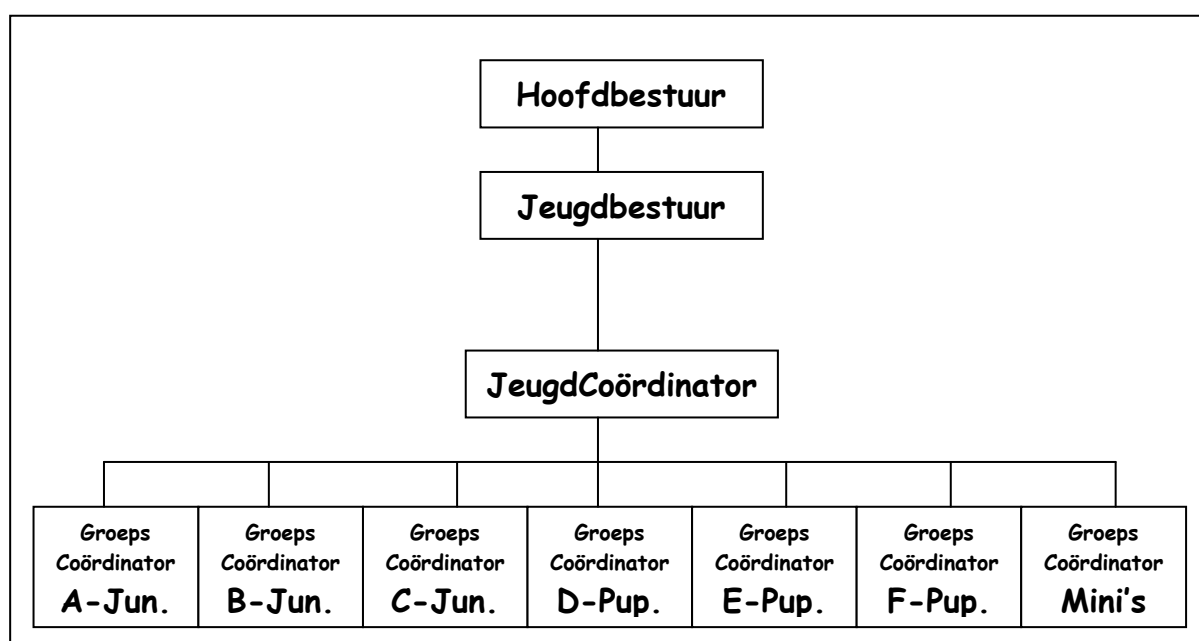 Hoofdbestuur
Jeugdbestuur
JeugdCoördinator
Groeps
Coördinator
A-Jun.
Groeps
Coördinator
B-Jun.
Groeps
Coördinator
C-Jun.
Groeps
Coördinator
D-Pup.
Groeps
Coördinator
E-Pup.
Groeps
Coördinator
F-Pup.
Groeps
Coördinator
Mini's